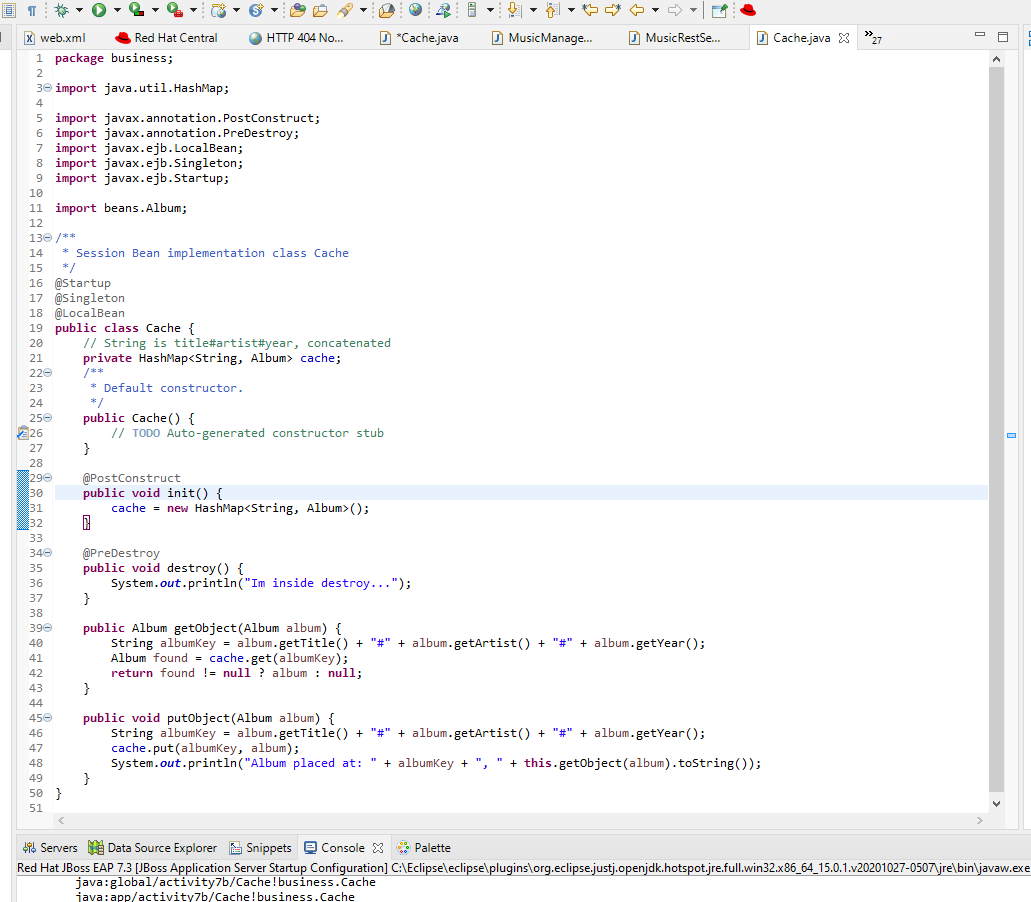 web.xml
Red Hat Central
HTTP 404 No...
*Cache.java
MusicManage...
MusicRestSe...
Cache.java
»27
1 package business;
2
3 import java.util.HashMap;
4
5 import javax.annotation.PostConstruct;
6 import javax.annotation.PreDestroy;
7 import javax.ejb.LocalBean;
8 import javax.ejb.Singleton;
9 import javax.ejb.Startup;
10
11 import beans.Album;
12
13 /**
14 * Session Bean implementation class Cache
15 */
16 @Startup
17 @Singleton
18 @LocalBean
19 public class Cache {
20 // String is title#artist#year, concatenated
21 private HashMap<String, Album> cache;
22 /**
23 * Default constructor.
24 */
25 public Cache() {
26 // TODO Auto-generated constructor stub
27 }
28
29 @PostConstruct
30 public void init() {
31 cache = new HashMap<String, Album>();
32 }
33
34 @PreDestroy
35 public void destroy() {
36 System.out.println("Im inside destroy...");
37 }
38
39 public Album getObject(Album album) {
40 String albumKey = album.getTitle() + "#" + album.getArtist() + "#" + album.getYear();
41 Album found = cache.get(albumKey);
42 return found != null ? album : null;
43 }
44
45 public void putObject(Album album) {
46 String albumKey = album.getTitle() + "#" + album.getArtist() + "#" + album.getYear();
47 cache.put(albumKey, album);
48 System.out.println("Album placed at: " + albumKey + ", " + this.getObject(album).toString());
49 }
50 }
51
Servers
Data Source Explorer
Snippets
Console
Palette
Red Hat JBoss EAP 7.3 [JBoss Application Server Startup Configuration] C:\Eclipse\eclipse\plugins\org.eclipse.justj.openjdk.hotspot.jre.full.win32.x86_64_15.0.1.v20201027-0507\jre\bin\javaw.exe
java:global/activity7b/Cache!business.Cache
java:app/activity7b/Cache!business.Cache